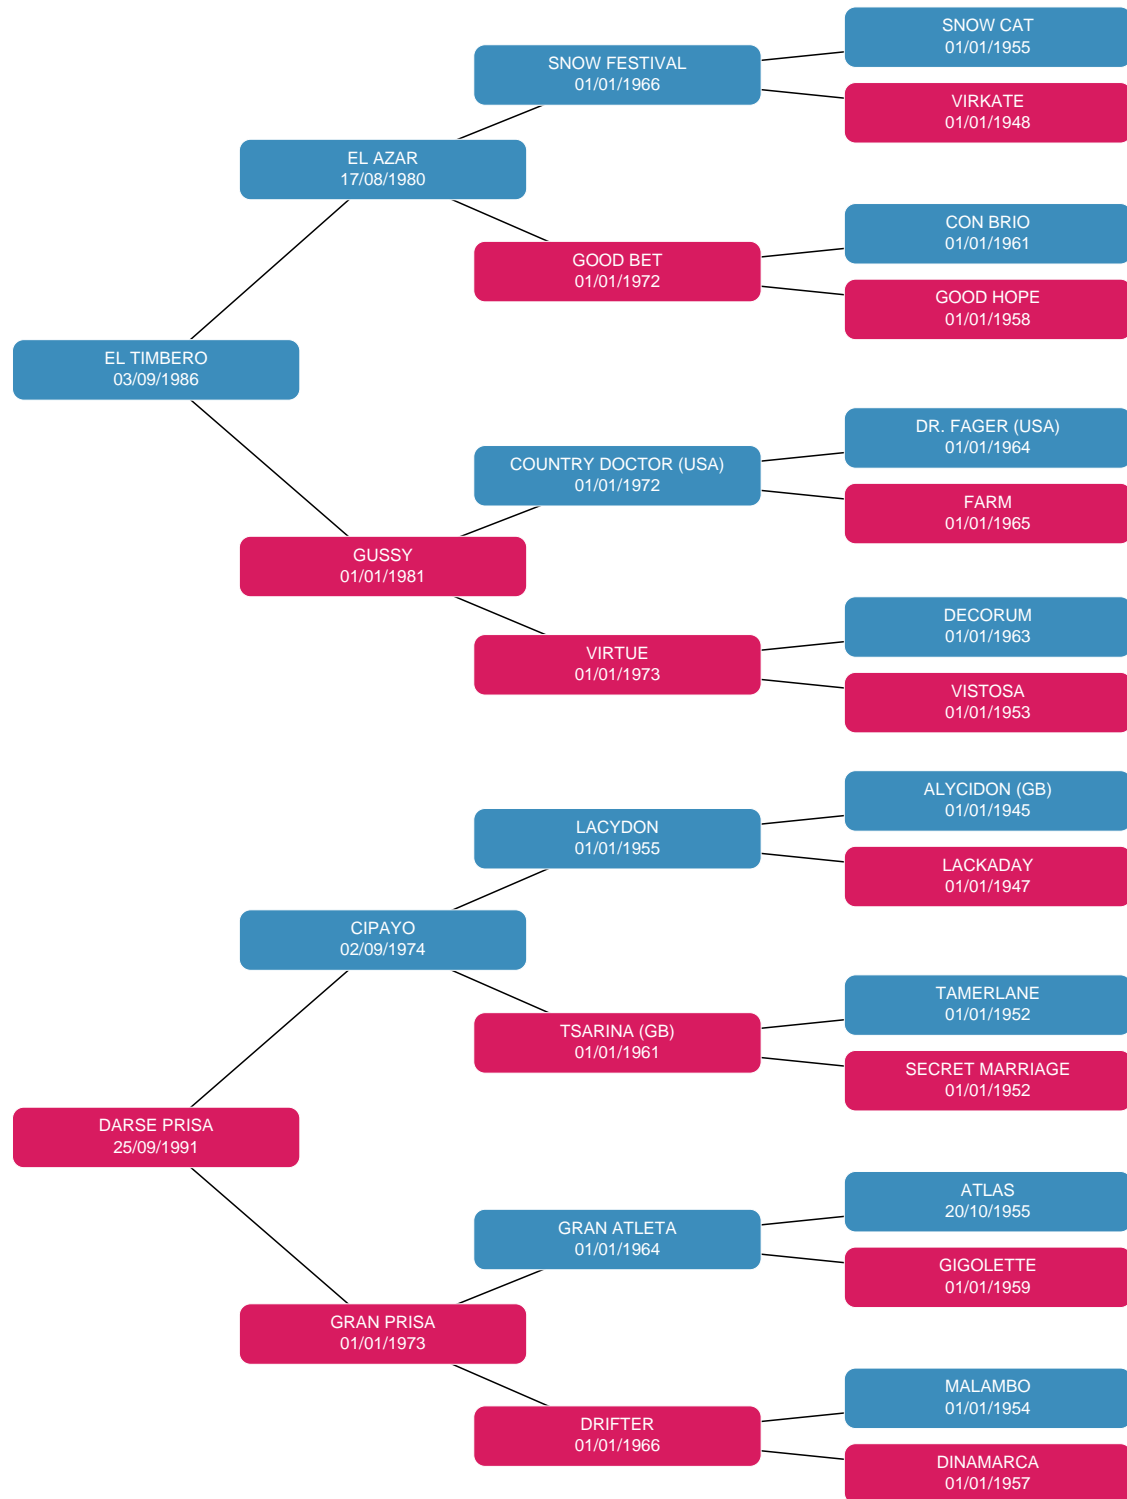 SNOW CAT
01/01/1955
SNOW FESTIVAL
01/01/1966
VIRKATE
01/01/1948
EL AZAR
17/08/1980
CON BRIO
01/01/1961
GOOD BET
01/01/1972
GOOD HOPE
01/01/1958
EL TIMBERO
03/09/1986
DR. FAGER (USA)
01/01/1964
COUNTRY DOCTOR (USA)
01/01/1972
FARM
01/01/1965
GUSSY
01/01/1981
DECORUM
01/01/1963
VIRTUE
01/01/1973
VISTOSA
01/01/1953
ALYCIDON (GB)
01/01/1945
LACYDON
01/01/1955
LACKADAY
01/01/1947
CIPAYO
02/09/1974
TAMERLANE
01/01/1952
TSARINA (GB)
01/01/1961
SECRET MARRIAGE
01/01/1952
DARSE PRISA
25/09/1991
ATLAS
20/10/1955
GRAN ATLETA
01/01/1964
GIGOLETTE
01/01/1959
GRAN PRISA
01/01/1973
MALAMBO
01/01/1954
DRIFTER
01/01/1966
DINAMARCA
01/01/1957